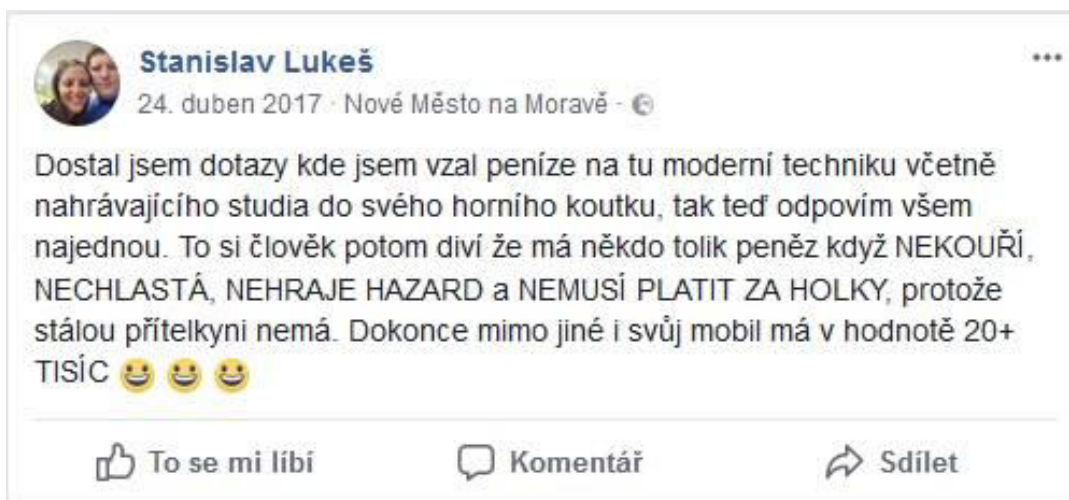 Stanislav Lukeš
24. duben 2017 · Nové Město na Moravě ·
Dostal jsem dotazy kde jsem vzal peníze na tu moderní techniku včetně
nahrávajícího studia do svého horního koutku, tak teď odpovím všem
najednou. To si člověk potom diví že má někdo tolik peněz když NEKOUŘÍ,
NECHLASTÁ, NEHRAJE HAZARD a NEMUSÍ PLATIT ZA HOLKY, protože
stálou přítelkyni nemá. Dokonce mimo jiné i svůj mobil má v hodnotě 20+
TISÍC 😀 😀 😀
To se mi líbí Komentář Sdílet